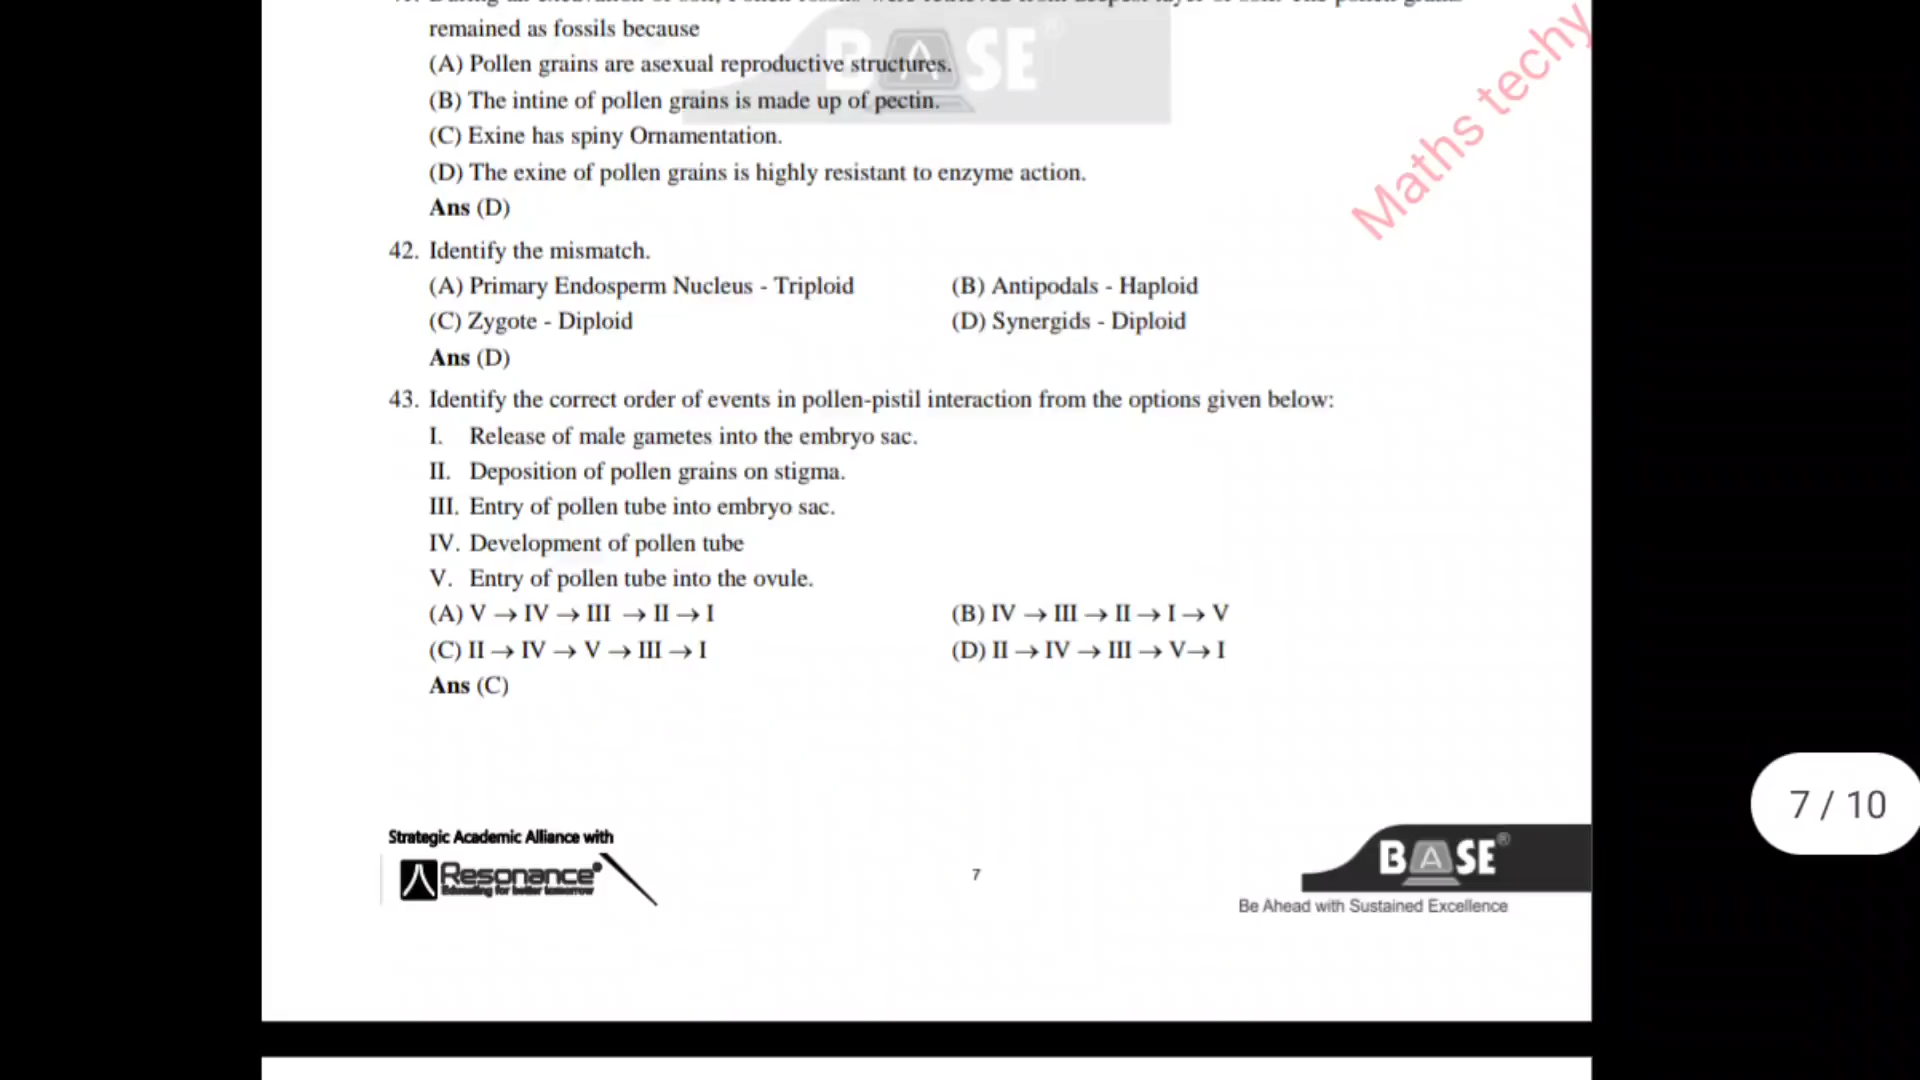 remained as fossils because
(A) Pollen grains are asexual reproductive structures.
(B) The intine of pollen grains is made up of pectin.
(C) Exine has spiny Ornamentation.
(D) The exine of pollen grains is highly resistant to enzyme action.
Ans (D)
BASE®
Maths techy
42. Identify the mismatch.
(A) Primary Endosperm Nucleus - Triploid (B) Antipodals - Haploid
(C) Zygote - Diploid (D) Synergids - Diploid
Ans (D)
43. Identify the correct order of events in pollen-pistil interaction from the options given below:
I. Release of male gametes into the embryo sac.
II. Deposition of pollen grains on stigma.
III. Entry of pollen tube into embryo sac.
IV. Development of pollen tube
V. Entry of pollen tube into the ovule.
(A) V → IV → III → II → I (B) IV → III → II → I → V
(C) II → IV → V → III → I (D) II → IV → III → V→ I
Ans (C)
7 / 10
Strategic Academic Alliance with
Resonance®
Educating for better tomorrow
7
BASE®
Be Ahead with Sustained Excellence